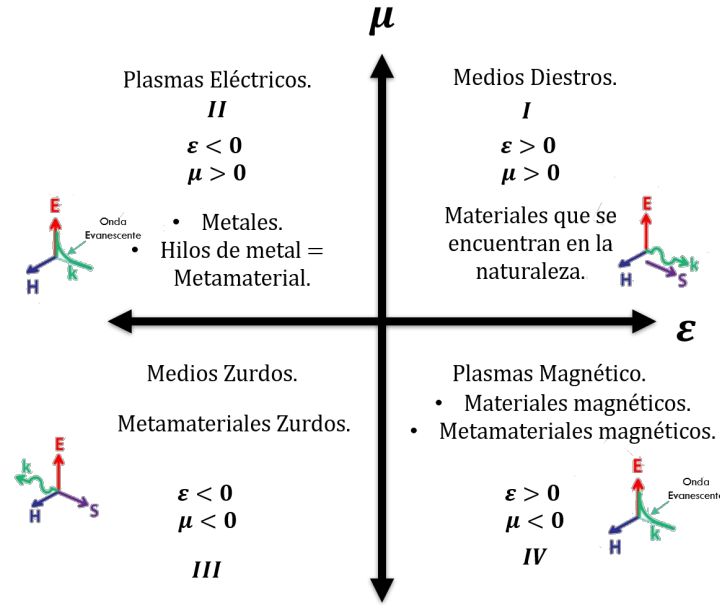 μ
Plasmas Eléctricos.
II
ε < 0
μ > 0
• Metales.
• Hilos de metal =
Metamaterial.
E
Onda
Evanescente
H
k
Medios Diestros.
I
ε > 0
μ > 0
Materiales que se
encuentran en la
naturaleza.
E
H
k
S
ε
Medios Zurdos.
Metamateriales Zurdos.
E
k
H
S
ε < 0
μ < 0
III
Plasmas Magnético.
• Materiales magnéticos.
• Metamateriales magnéticos.
ε > 0
μ < 0
IV
E
Onda
Evanescente
H
k